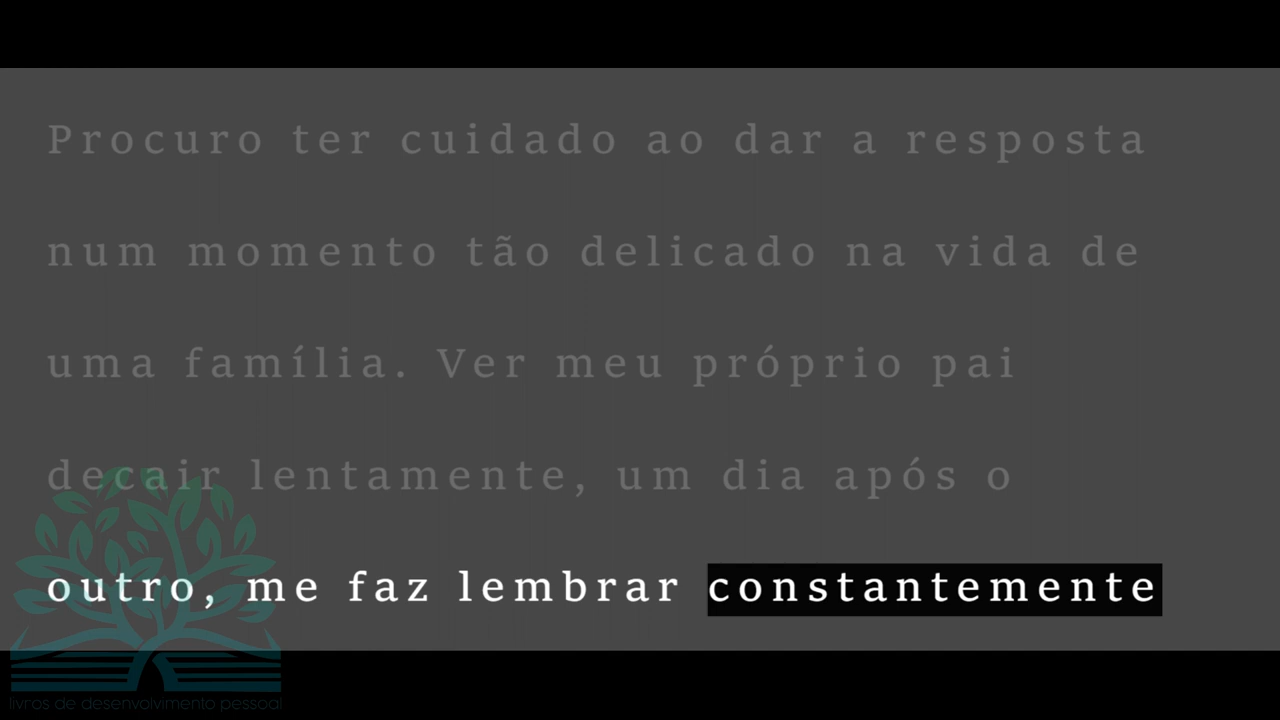 Procuro ter cuidado ao dar a resposta
num momento tão delicado na vida de
uma família. Ver meu próprio pai
decair lentamente, um dia após o
outro, me faz lembrar constantemente
livros de desenvolvimento pessoal